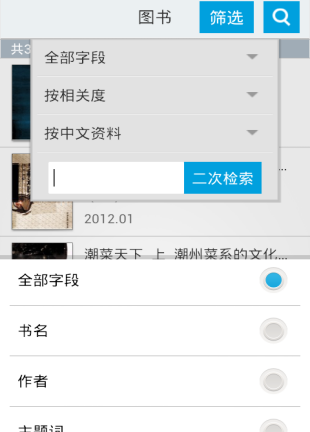 图书 筛选
共3
全部字段
按相关度
按中文资料
二次检索
...
2012.01
潮菜天下 上 潮州菜系的文化...
全部字段
书名
作者
主题词